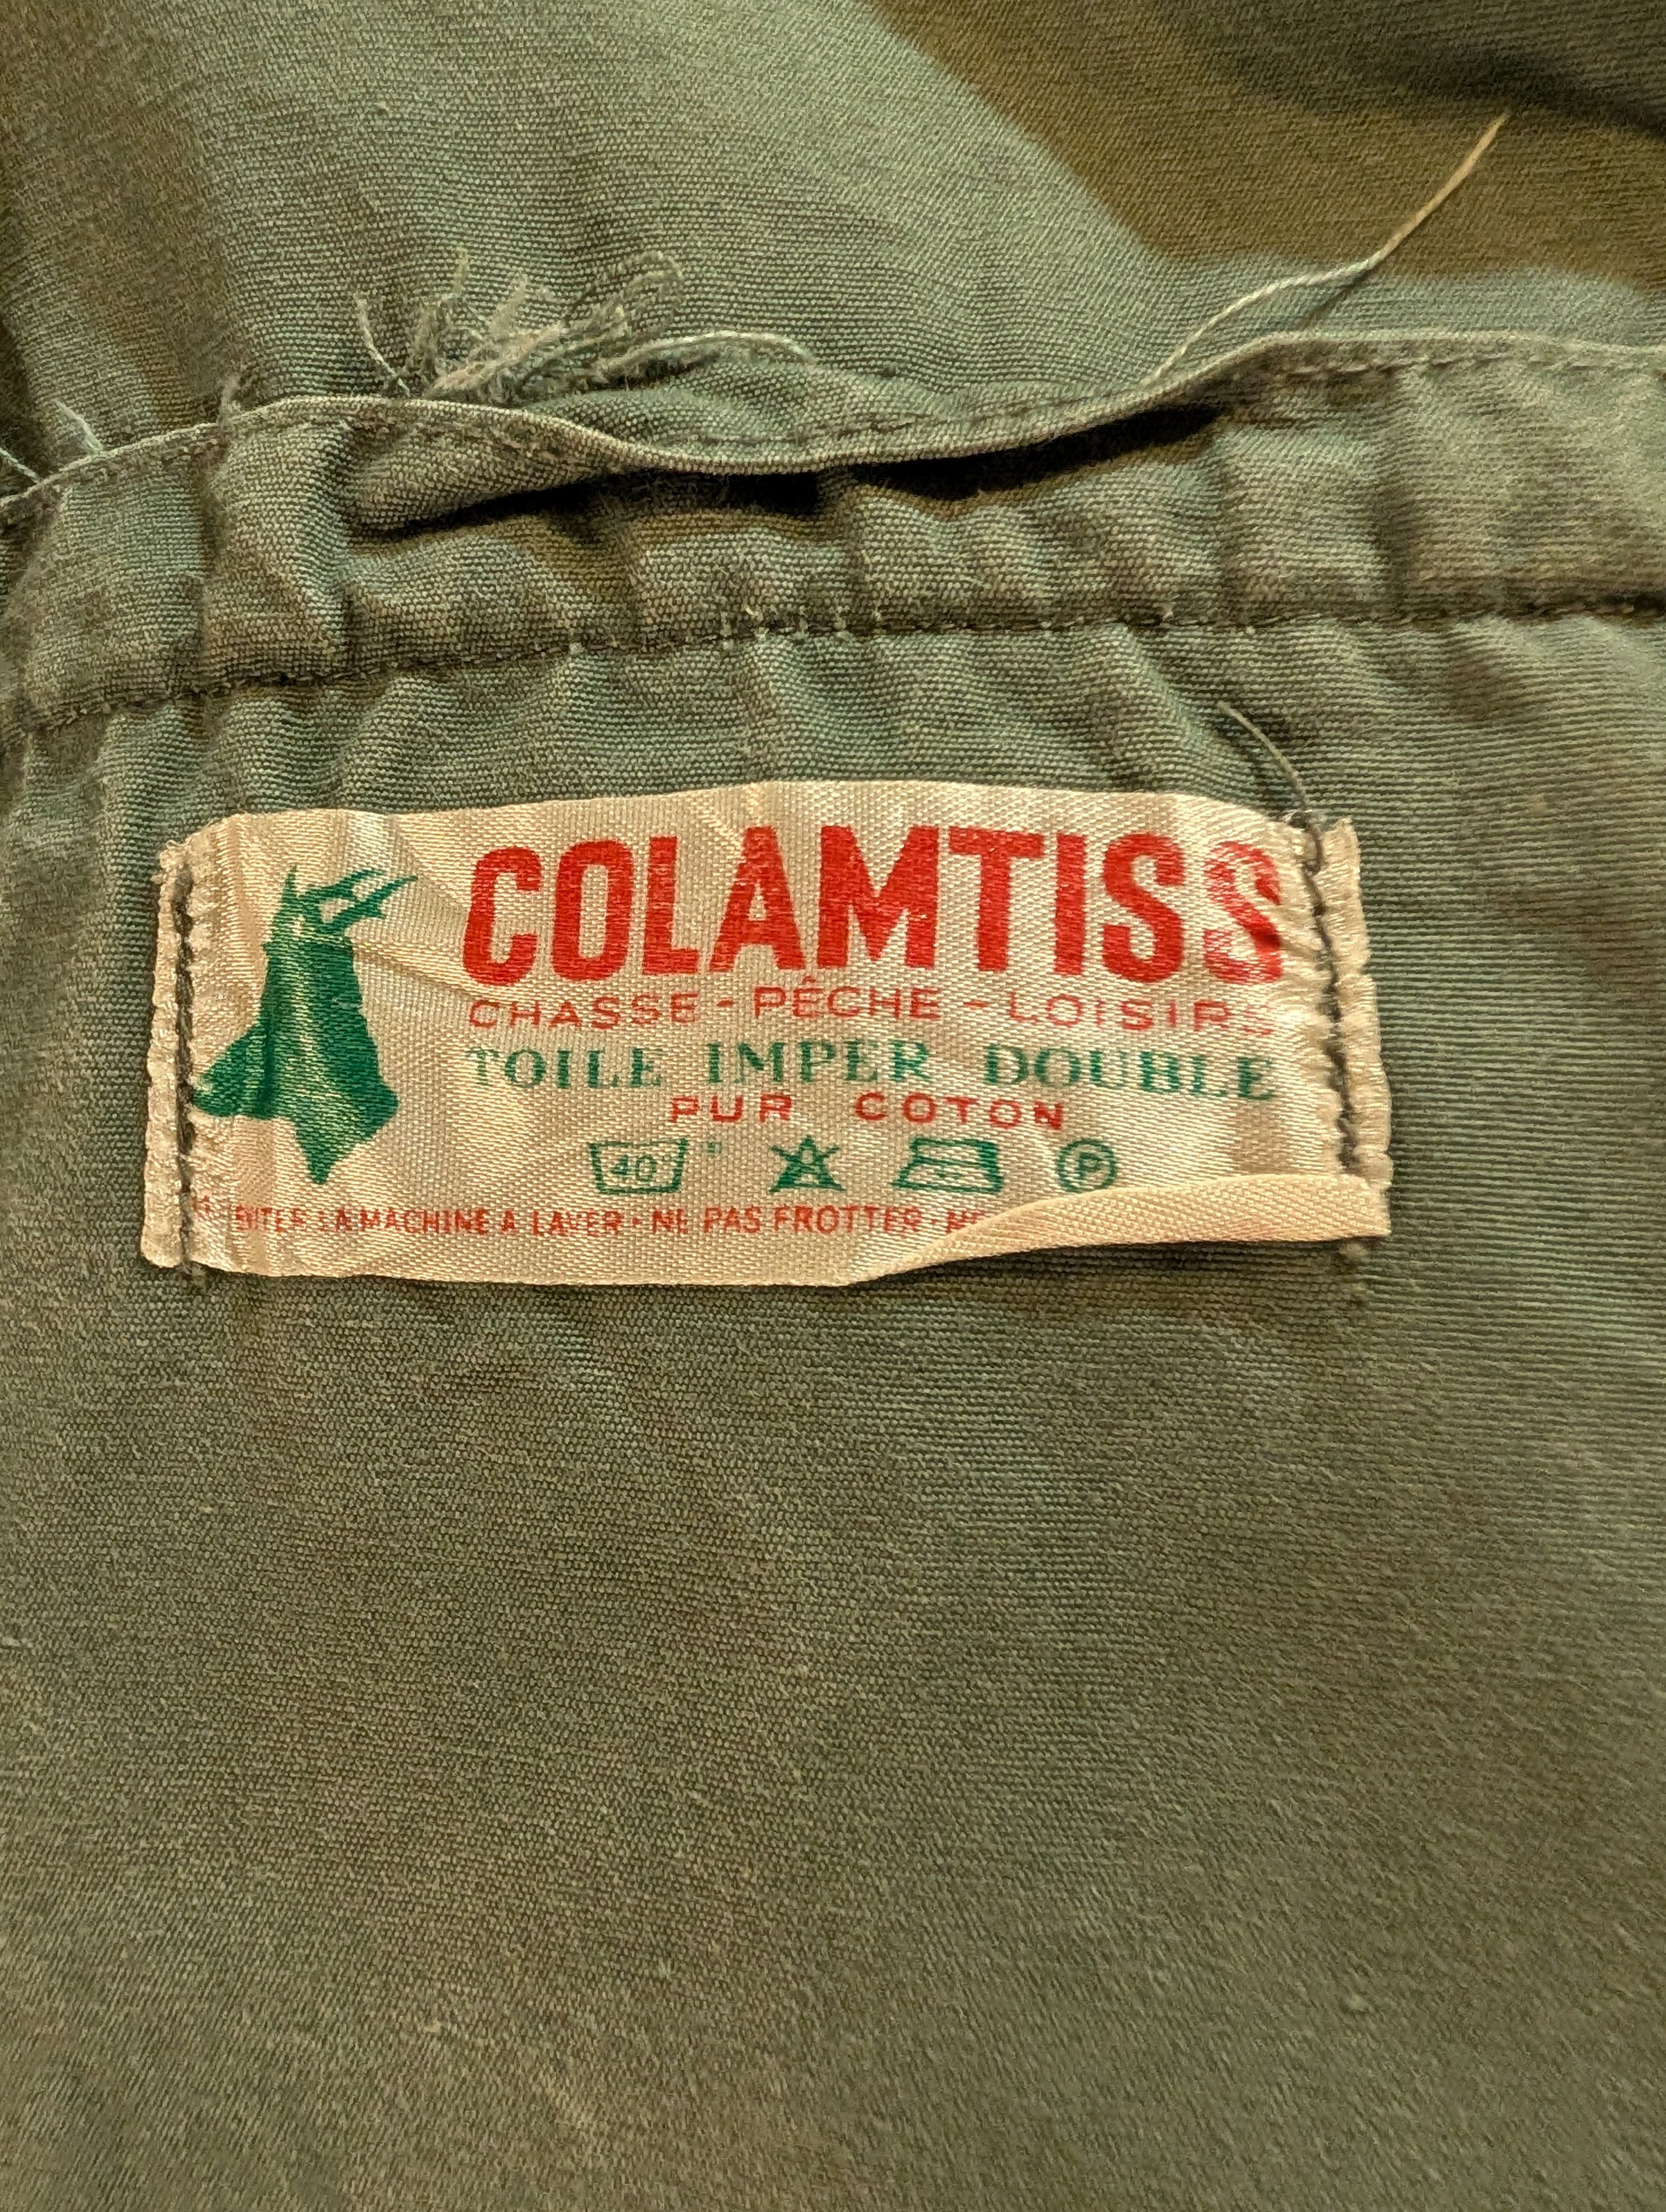 COLAMTISS
CHASSE - PÊCHE - LOISIRS
TOILE IMPER DOUBLE
PUR COTON
40° A P
LA MACHINE A LAVER · NE PAS FROTTER ·